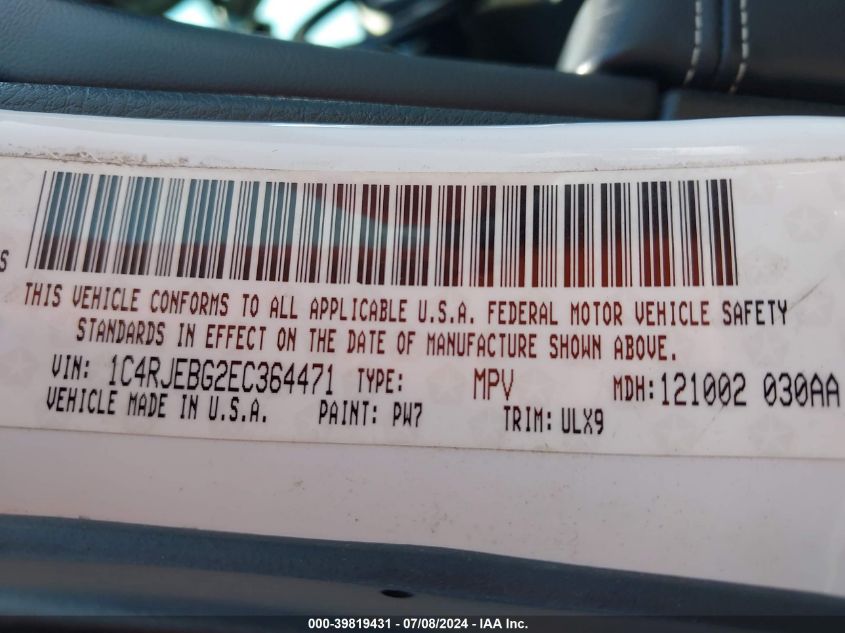 S
THIS VEHICLE CONFORMS TO ALL APPLICABLE U.S.A. FEDERAL MOTOR VEHICLE SAFETY
STANDARDS IN EFFECT ON THE DATE OF MANUFACTURE SHOWN ABOVE.
VIN: 1C4RJEBG2EC364471 TYPE: MPV MDH:121002 030AA
VEHICLE MADE IN U.S.A. PAINT: PW7 TRIM: ULX9
000-39819431 / 07/08/2024 - IAA Inc.